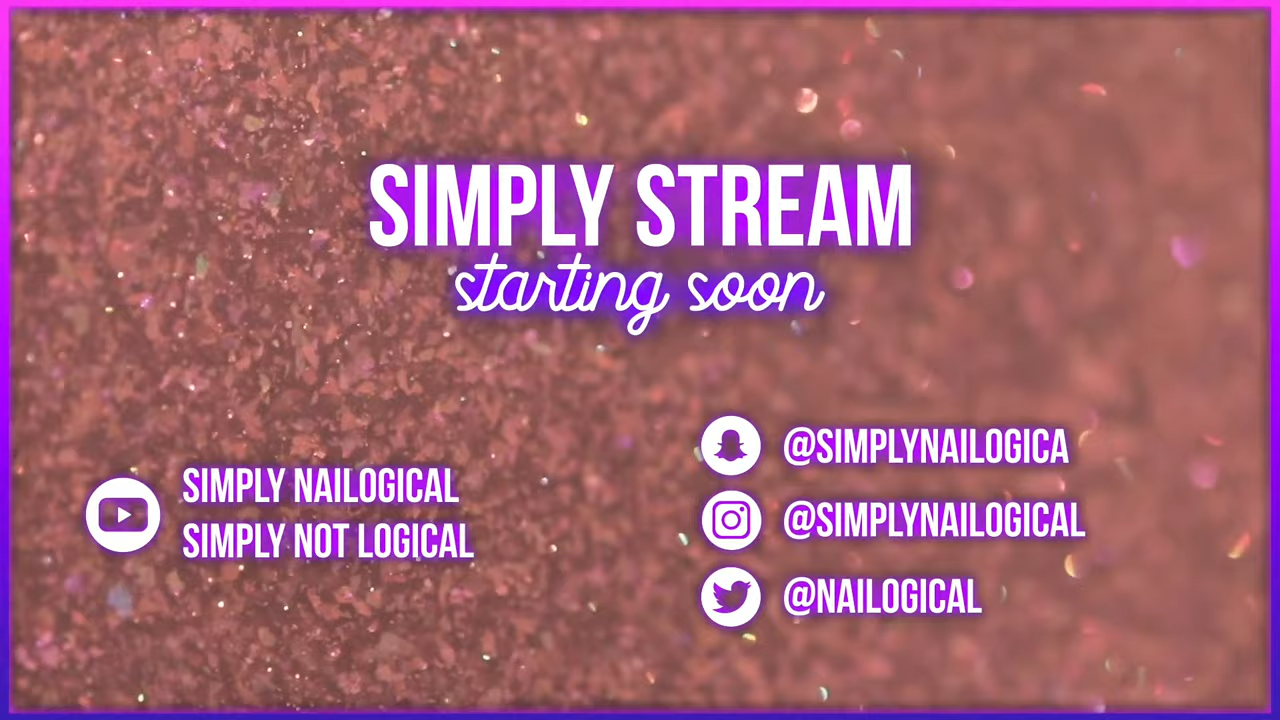 SIMPLY STREAM
starting soon
SIMPLY NAILOGICAL
SIMPLY NOT LOGICAL
@SIMPLYNAILOGICA
@SIMPLYNAILOGICAL
@NAILOGICAL